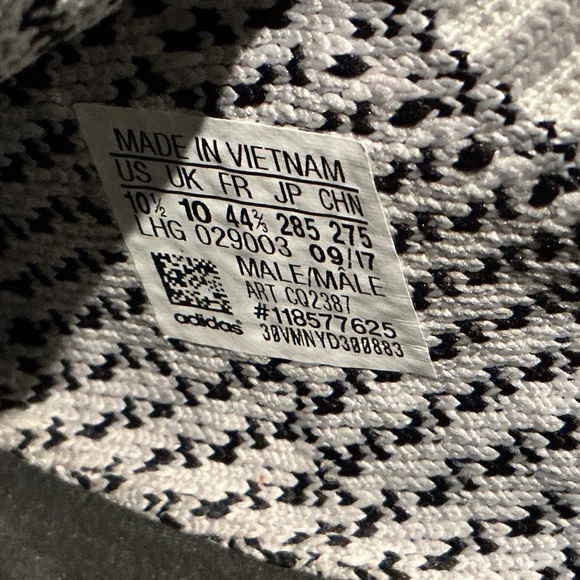 MADE IN VIETNAM
US UK FR JP CHN
10½ 10 44⅔ 285 275
LHG 029003 09/17
MALE/MÂLE
ART CQ2387
#118577625
adidas
30VMNYD300883